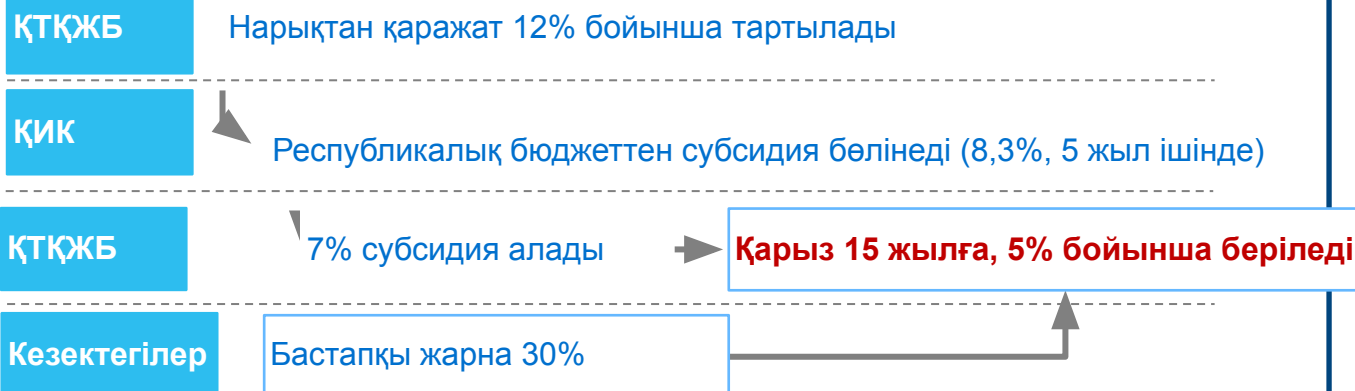 ҚТҚЖБ Нарықтан қаражат 12% бойынша тартылады
ҚИК Республикалық бюджеттен субсидия бөлінеді (8,3%, 5 жыл ішінде)
ҚТҚЖБ 7% субсидия алады Қарыз 15 жылға, 5% бойынша беріледі
Кезектегілер Бастапқы жарна 30%